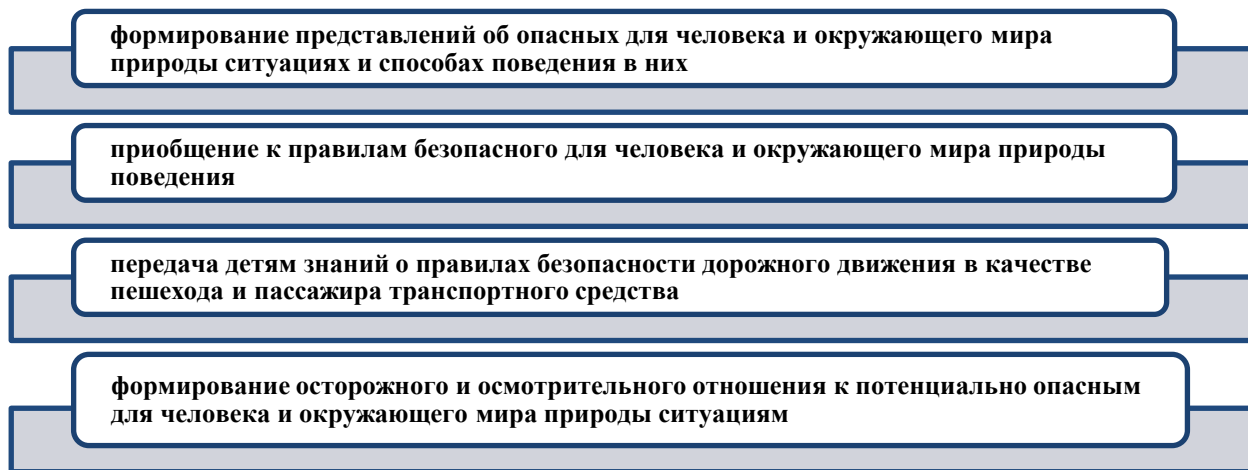 формирование представлений об опасных для человека и окружающего мира
природы ситуациях и способах поведения в них
приобщение к правилам безопасного для человека и окружающего мира природы
поведения
передача детям знаний о правилах безопасности дорожного движения в качестве
пешехода и пассажира транспортного средства
формирование осторожного и осмотрительного отношения к потенциально опасным
для человека и окружающего мира природы ситуациям